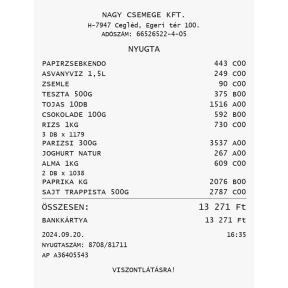 NAGY CSEMEGE KFT.
H-7947 Cegléd, Egeri tér 100.
ADÓSZÁM: 66526522-4-05
NYUGTA
PAPIRZSEBKENDO 443 C00
ASVANYVIZ 1,5L 249 C00
ZSEMLE 90 C00
TESZTA 500G 375 B00
TOJAS 10DB 1516 A00
CSOKOLADE 100G 592 B00
RIZS 1KG 730 C00
3 DB x 1179
PARIZSI 300G 3537 A00
JOGHURT NATUR 267 A00
ALMA 1KG 609 C00
2 DB x 1038
PAPRIKA KG 2076 B00
SAJT TRAPPISTA 500G 2787 C00
ÖSSZESEN: 13 271 Ft
BANKKÁRTYA 13 271 Ft
2024.09.20. 16:35
NYUGTASZÁM: 8708/81711
AP A36405543
VISZONTLÁTÁSRA!